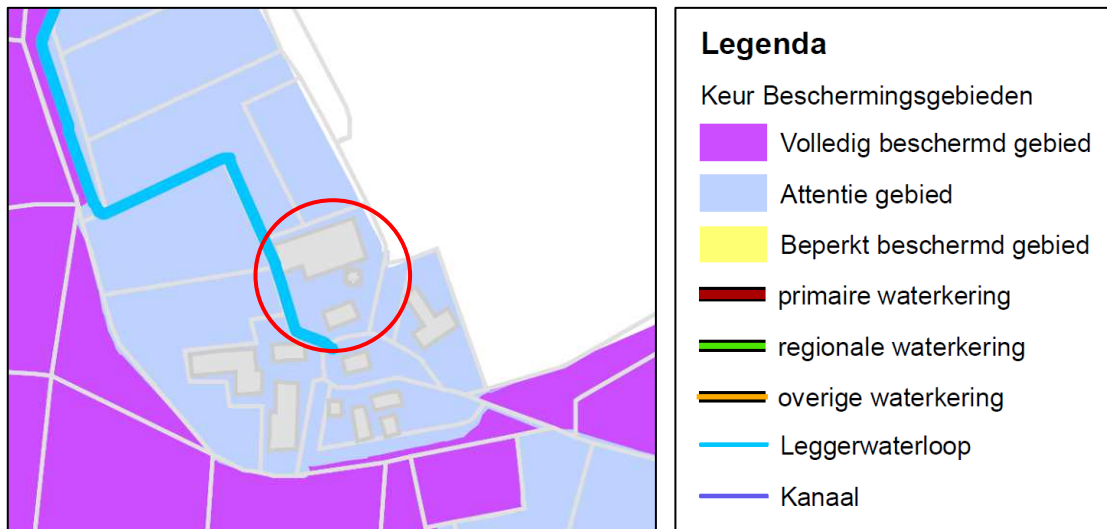 Legenda
Keur Beschermingsgebieden
Volledig beschermd gebied
Attentie gebied
Beperkt beschermd gebied
primaire waterkering
regionale waterkering
overige waterkering
Leggerwaterloop
Kanaal